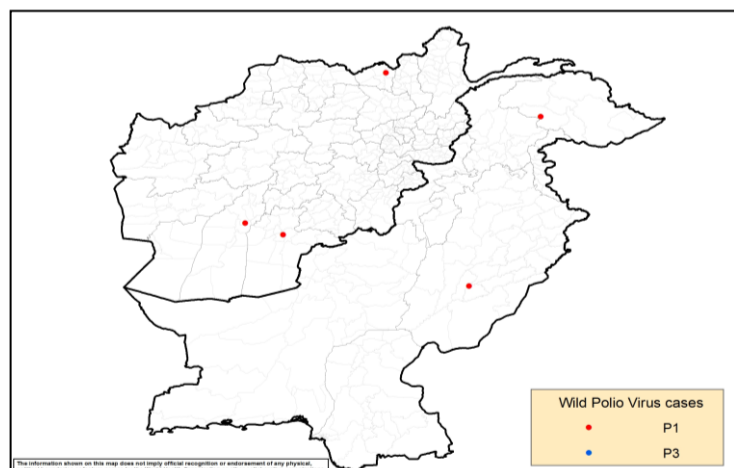 Wild Polio Virus cases
P1
P3
The information shown on this map does not imply official recognition or endorsement of any physical,